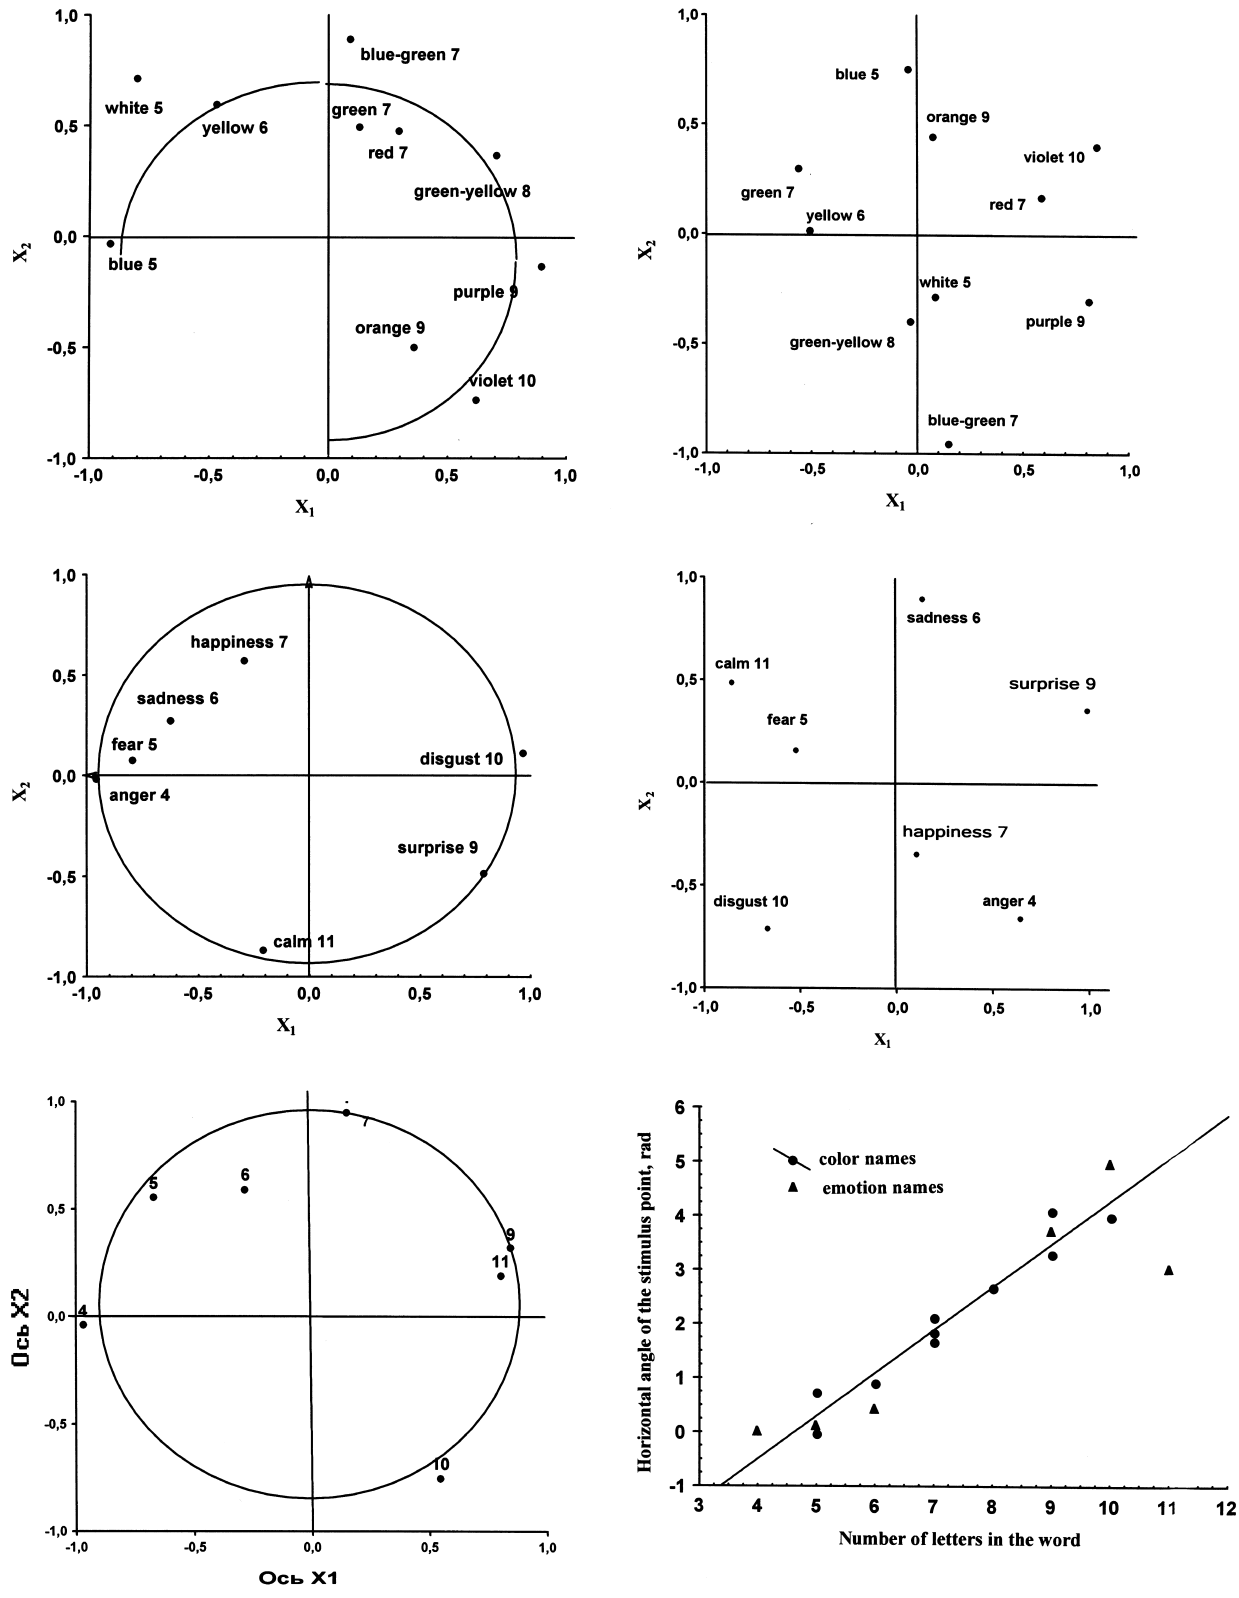 1,0
blue-green 7
white 5
yellow 6
green 7
0,5
red 7
green-yellow 8
0,0
X2
blue 5
purple 9
orange 9
-0,5
violet 10
-1,0
-1,0 -0,5 0,0 0,5 1,0
X1
1,0
blue 5
orange 9
0,5
violet 10
green 7
red 7
yellow 6
0,0
X2
white 5
purple 9
-0,5
green-yellow 8
blue-green 7
-1,0
-1,0 -0,5 0,0 0,5 1,0
X1
1,0
happiness 7
0,5
sadness 6
fear 5
disgust 10
0,0
X2
anger 4
surprise 9
-0,5
calm 11
-1,0
-1,0 -0,5 0,0 0,5 1,0
X1
1,0
sadness 6
calm 11
0,5
surprise 9
fear 5
0,0
X2
happiness 7
-0,5
disgust 10
anger 4
-1,0
-1,0 -0,5 0,0 0,5 1,0
X1
1,0
7
5
6
0,5
9
11
4
0,0
Ось X2
-0,5
10
-1,0
-1,0 -0,5 0,0 0,5 1,0
Ось X1
6
5
4
3
2
1
0
-1
Horizontal angle of the stimulus point, rad
color names
emotion names
3 4 5 6 7 8 9 10 11 12
Number of letters in the word